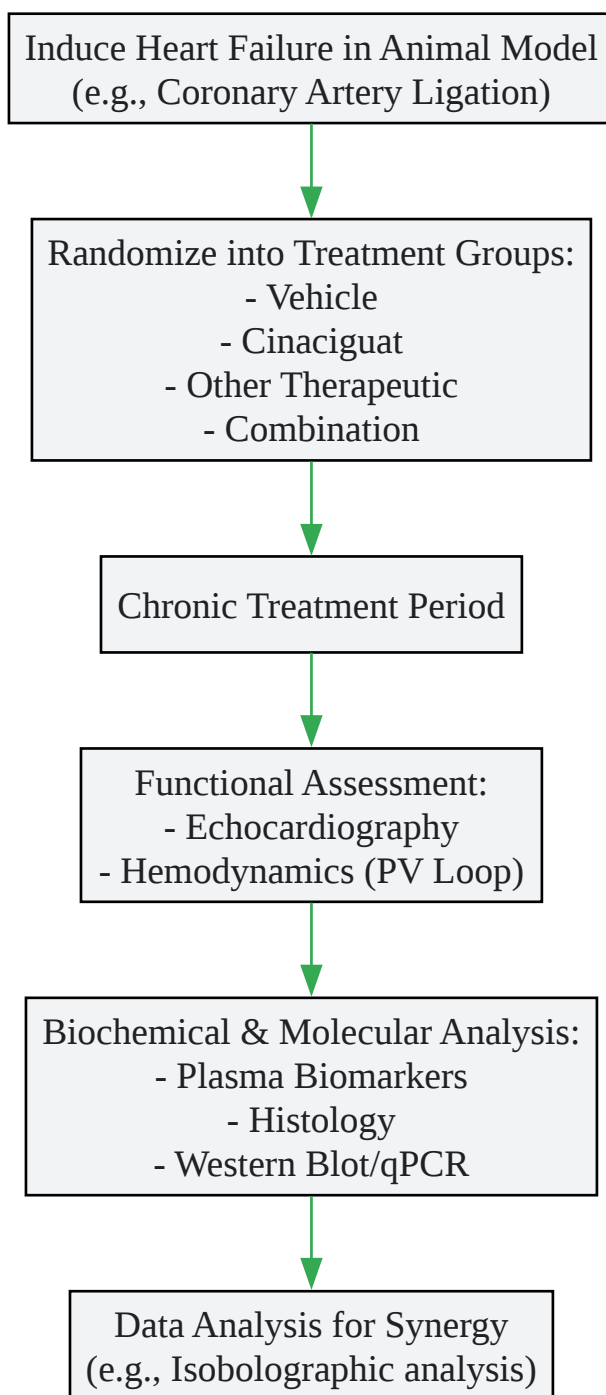 Induce Heart Failure in Animal Model
(e.g., Coronary Artery Ligation)
Randomize into Treatment Groups:
- Vehicle
- Cinaciguat
- Other Therapeutic
- Combination
Chronic Treatment Period
Functional Assessment:
- Echocardiography
- Hemodynamics (PV Loop)
Biochemical & Molecular Analysis:
- Plasma Biomarkers
- Histology
- Western Blot/qPCR
Data Analysis for Synergy
(e.g., Isobolographic analysis)